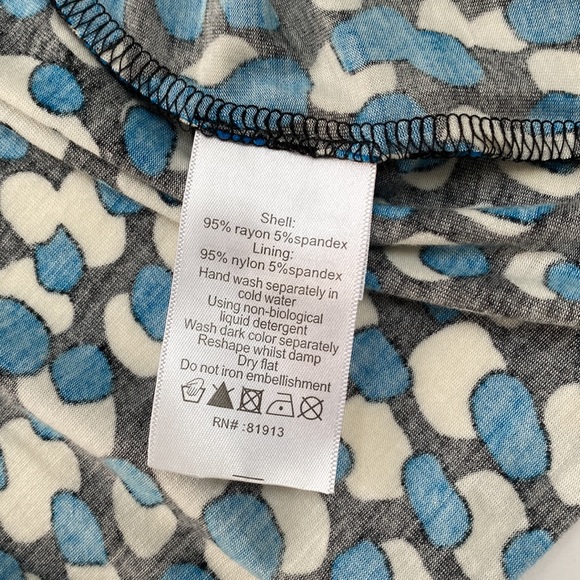 Shell:
95% rayon 5%spandex
Lining:
95% nylon 5%spandex
Hand wash separately in
cold water
Using non-biological
liquid detergent
Wash dark color separately
Reshape whilst damp
Dry flat
Do not iron embellishment
RN# :81913